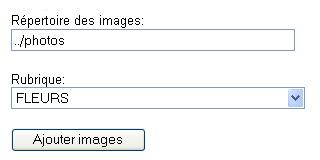 Répertoire des images:
../photos
Rubrique:
FLEURS
Ajouter images